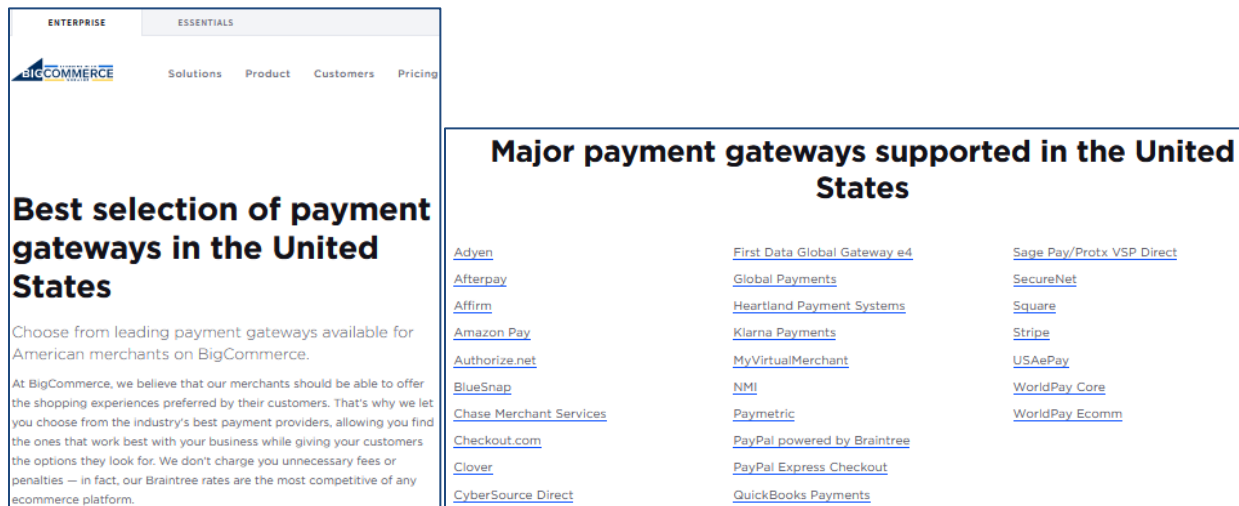 ENTERPRISE ESSENTIALS
BIGCOMMERCE
Solutions Product Customers Pricing
Best selection of payment
gateways in the United
States
Choose from leading payment gateways available for
American merchants on BigCommerce.
At BigCommerce, we believe that our merchants should be able to offer
the shopping experiences preferred by their customers. That's why we let
you choose from the industry's best payment providers, allowing you find
the ones that work best with your business while giving your customers
the options they look for. We don't charge you unnecessary fees or
penalties — in fact, our Braintree rates are the most competitive of any
ecommerce platform.
Major payment gateways supported in the United
States
Adyen
Afterpay
Affirm
Amazon Pay
Authorize.net
BlueSnap
Chase Merchant Services
Checkout.com
Clover
CyberSource Direct
First Data Global Gateway e4
Global Payments
Heartland Payment Systems
Klarna Payments
MyVirtualMerchant
NMI
Paymetric
PayPal powered by Braintree
PayPal Express Checkout
QuickBooks Payments
Sage Pay/Protx VSP Direct
SecureNet
Square
Stripe
USAePay
WorldPay Core
WorldPay Ecomm